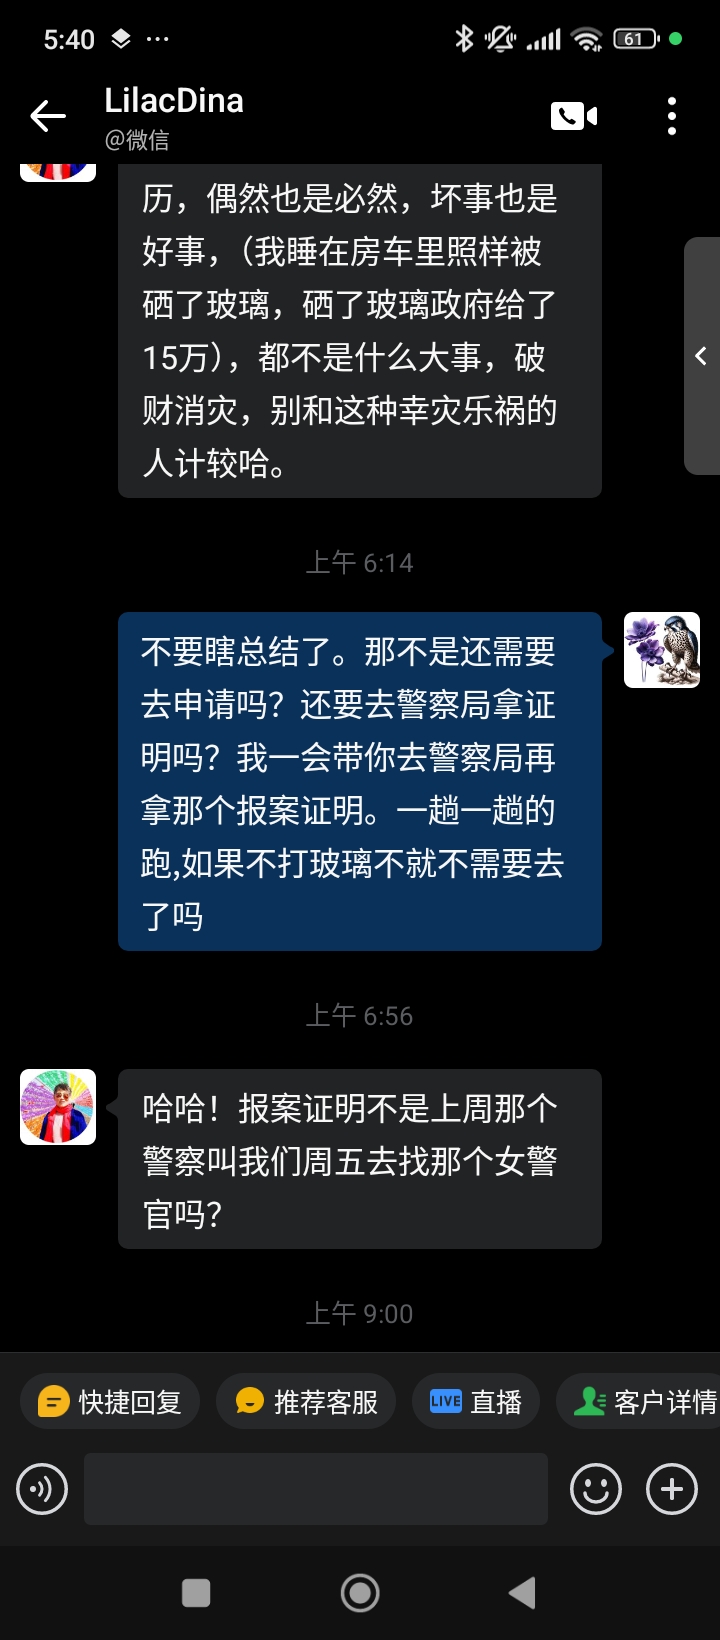 5:40
61
LilacDina
@微信
历，偶然也是必然，坏事也是
好事，（我睡在房车里照样被
硒了玻璃，硒了玻璃政府给了
15万），都不是什么大事，破
财消灾，别和这种幸灾乐祸的
人计较哈。
上午 6:14
不要瞎总结了。那不是还需要
去申请吗？还要去警察局拿证
明吗？我一会带你去警察局再
拿那个报案证明。一趟一趟的
跑,如果不打玻璃不就不需要去
了吗
上午 6:56
哈哈！报案证明不是上周那个
警察叫我们周五去找那个女警
官吗？
上午 9:00
快捷回复
推荐客服
LIVE 直播
客户详情